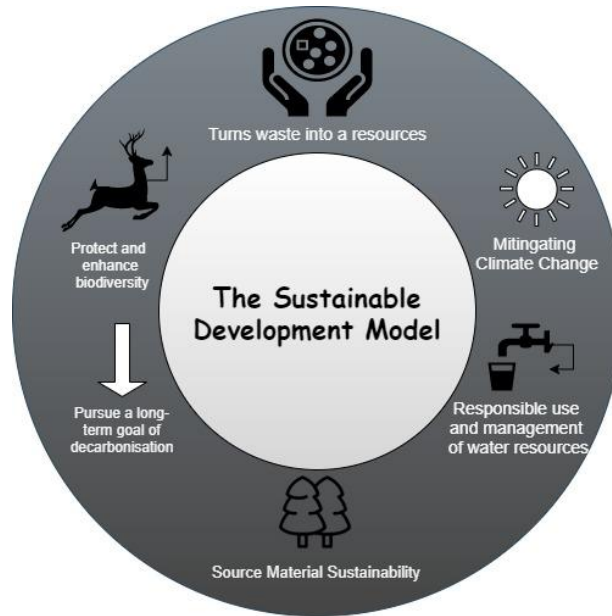 Turns waste into a resources
Mitingating
Climate Change
Responsible use
and management
of water resources
Source Material Sustainability
Pursue a long-
term goal of
decarbonisation
Protect and
enhance
biodiversity
The Sustainable
Development Model